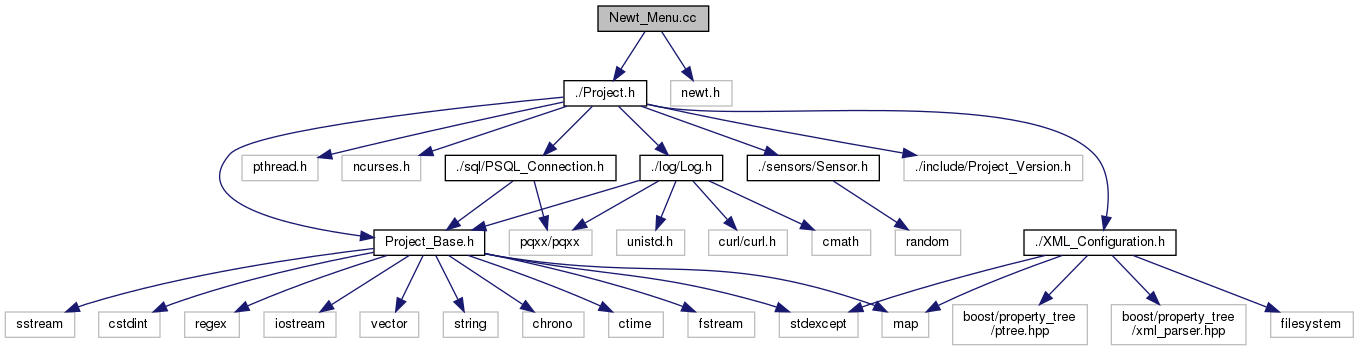 Newt_Menu.cc
./Project.h
newt.h
pthread.h
ncurses.h
./sql/PSQL_Connection.h
./log/Log.h
./sensors/Sensor.h
./include/Project_Version.h
Project_Base.h
pqxx/pqxx
unistd.h
curl/curl.h
cmath
random
./XML_Configuration.h
sstream
cstdint
regex
iostream
vector
string
chrono
ctime
fstream
stdexcept
map
boost/property_tree
/ptree.hpp
boost/property_tree
/xml_parser.hpp
filesystem